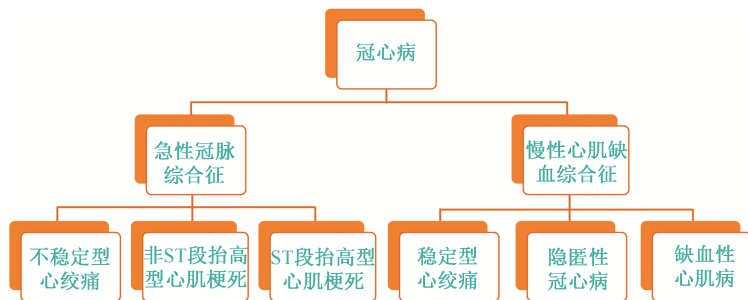 冠心病
急性冠脉
综合征
慢性心肌缺
血综合征
不稳定型
心绞痛
非ST段抬高
型心肌梗死
ST段抬高型
心肌梗死
稳定型
心绞痛
隐匿性
冠心病
缺血性
心肌病